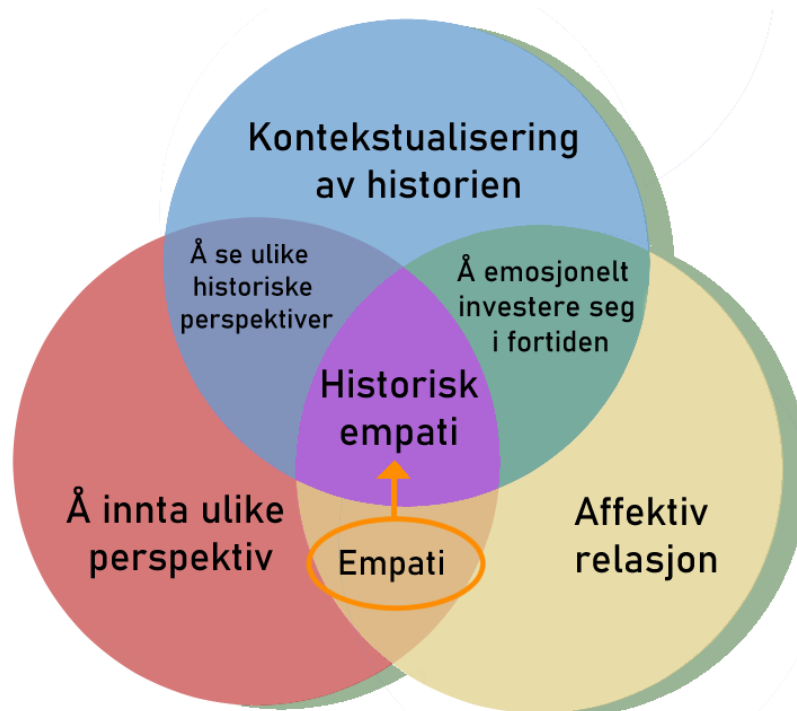 Kontekstualisering
av historien
Å se ulike
historiske
perspektiver
Å emosjonelt
investere seg
i fortiden
Historisk
empati
Å innta ulike
perspektiv
Empati
Affektiv
relasjon